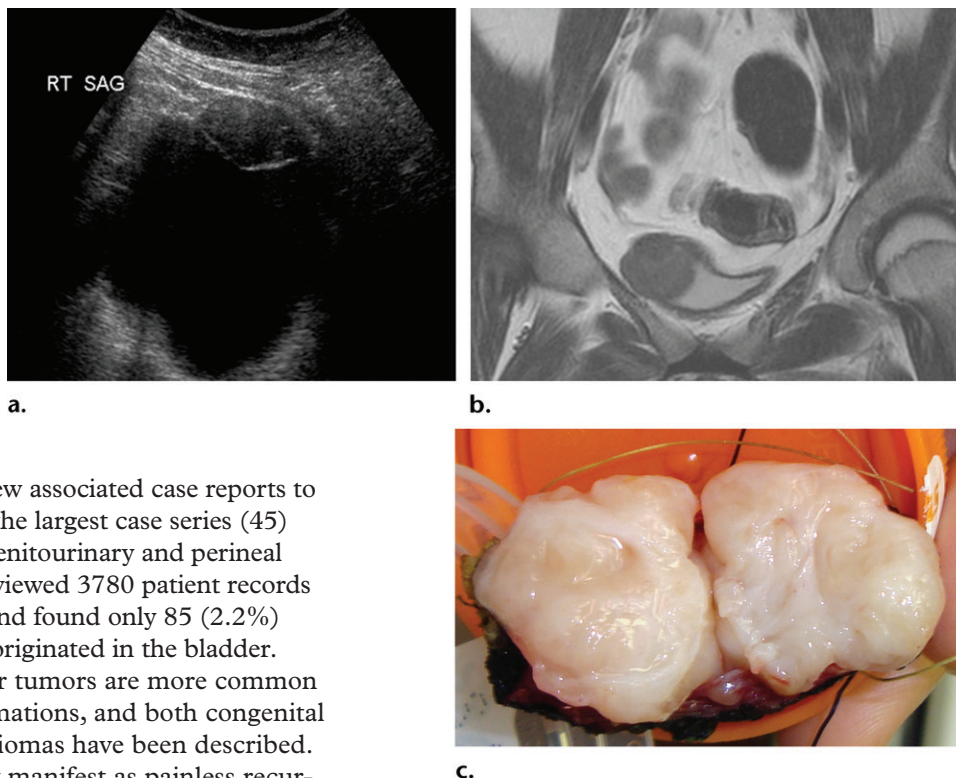 RT SAG
a.
b.
ew associated case reports to
he largest case series (45)
enitourinary and perineal
viewed 3780 patient records
nd found only 85 (2.2%)
originated in the bladder.
r tumors are more common
mations, and both congenital
iomas have been described.
manifest as painless recur-
c.